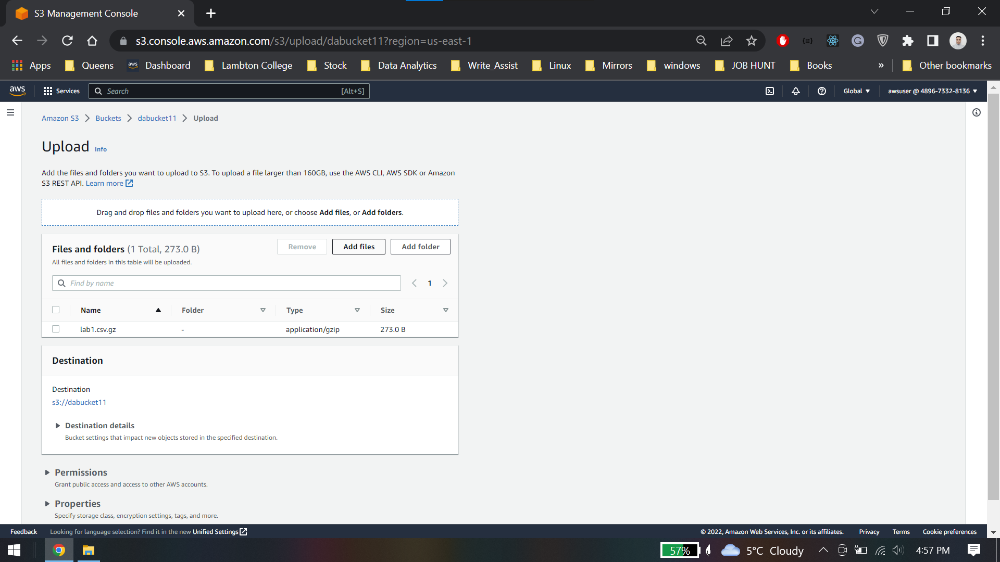 S3 Management Console
s3.console.aws.amazon.com/s3/upload/dabucket11?region=us-east-1
Apps Queens aws Dashboard Lambton College Stock Data Analytics Write_Assist Linux Mirrors windows JOB HUNT Books » Other bookmarks
aws Services Search [Alt+S] Global awsuser @ 4896-7332-8136
Amazon S3 Buckets dabucket11 Upload
Upload Info
Add the files and folders you want to upload to S3. To upload a file larger than 160GB, use the AWS CLI, AWS SDK or Amazon
S3 REST API. Learn more
Drag and drop files and folders you want to upload here, or choose Add files, or Add folders.
Files and folders (1 Total, 273.0 B) Remove Add files Add folder
All files and folders in this table will be uploaded.
Find by name 1
Name Folder Type Size
lab1.csv.gz - application/gzip 273.0 B
Destination
Destination
s3://dabucket11
Destination details
Bucket settings that impact new objects stored in the specified destination.
Permissions
Grant public access and access to other AWS accounts.
Properties
Specify storage class, encryption settings, tags, and more.
Feedback Looking for language selection? Find it in the new Unified Settings © 2022, Amazon Web Services, Inc. or its affiliates. Privacy Terms Cookie preferences
57% 5°C Cloudy 4:57 PM